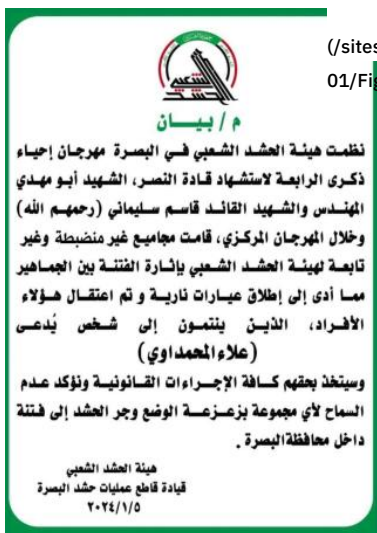 (/sites
01/Fig
الحشد الشعبي
م / بيـــان
نظمت هيئة الحشد الشعبي في البصرة مهرجان إحياء
ذكرى الرابعة لاستشهاد قادة النصر، الشهيد أبو مهدي
المهندس والشهيد القائد قاسم سليماني (رحمهم الله)
وخلال المهرجان المركزي، قامت مجاميع غير منضبطة وغير
تابعة لهيئة الحشد الشعبي بإثارة الفتنة بين الجماهير
مما أدى إلى إطلاق عيارات نارية و تم اعتقال هؤلاء
الأفراد، الذين ينتمون إلى شخص يُدعى
(علاء المحمداوي)
وسيتخذ بحقهم كافة الإجراءات القانونية ونؤكد عدم
السماح لأي مجموعة بزعزعة الوضع وجر الحشد إلى فتنة
داخل محافظة البصرة .
هيئة الحشد الشعبي
قيادة قاطع عمليات حشد البصرة
٢٠٢٤/١/٥